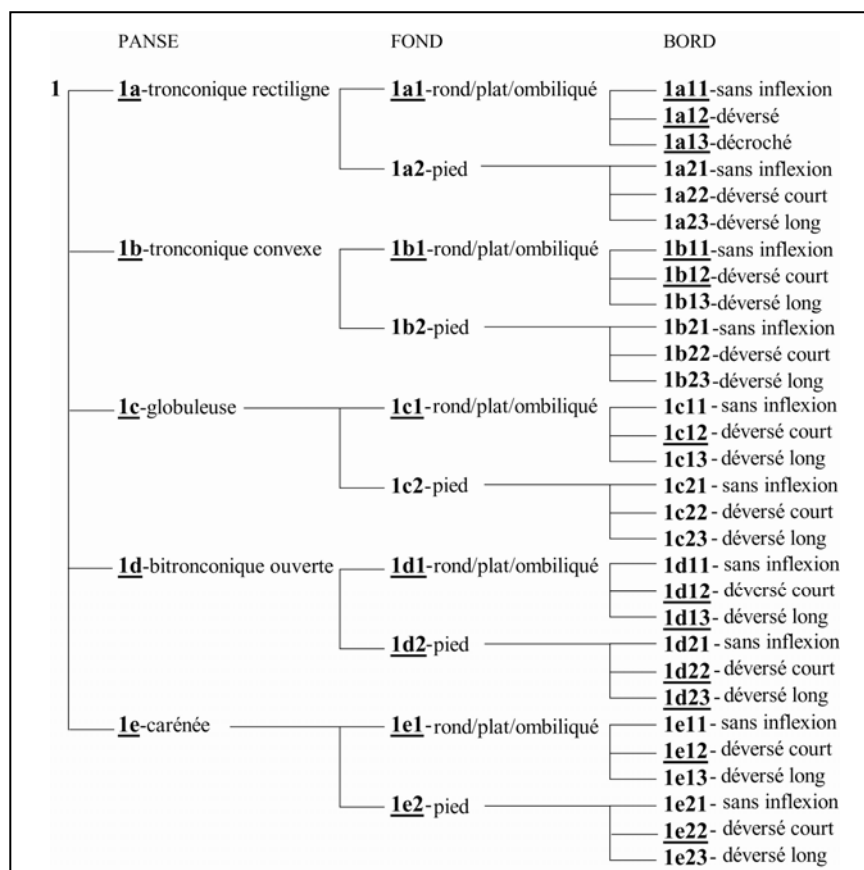 PANSE FOND BORD
1 1a-tronconique rectiligne 1a1-rond/plat/ombiliqué 1a11-sans inflexion
1a12-déversé
1a13-décroché
1a2-pied 1a21-sans inflexion
1a22-déversé court
1a23-déversé long
1b-tronconique convexe 1b1-rond/plat/ombiliqué 1b11-sans inflexion
1b12-déversé court
1b13-déversé long
1b2-pied 1b21-sans inflexion
1b22-déversé court
1b23-déversé long
1c-globuleuse 1c1-rond/plat/ombiliqué 1c11- sans inflexion
1c12- déversé court
1c13- déversé long
1c2-pied 1c21- sans inflexion
1c22- déversé court
1c23- déversé long
1d-bitronconique ouverte 1d1-rond/plat/ombiliqué 1d11- sans inflexion
1d12- déversé court
1d13- déversé long
1d2-pied 1d21- sans inflexion
1d22- déversé court
1d23- déversé long
1e-carénée 1e1-rond/plat/ombiliqué 1e11- sans inflexion
1e12- déversé court
1e13- déversé long
1e2-pied 1e21- sans inflexion
1e22- déversé court
1e23- déversé long